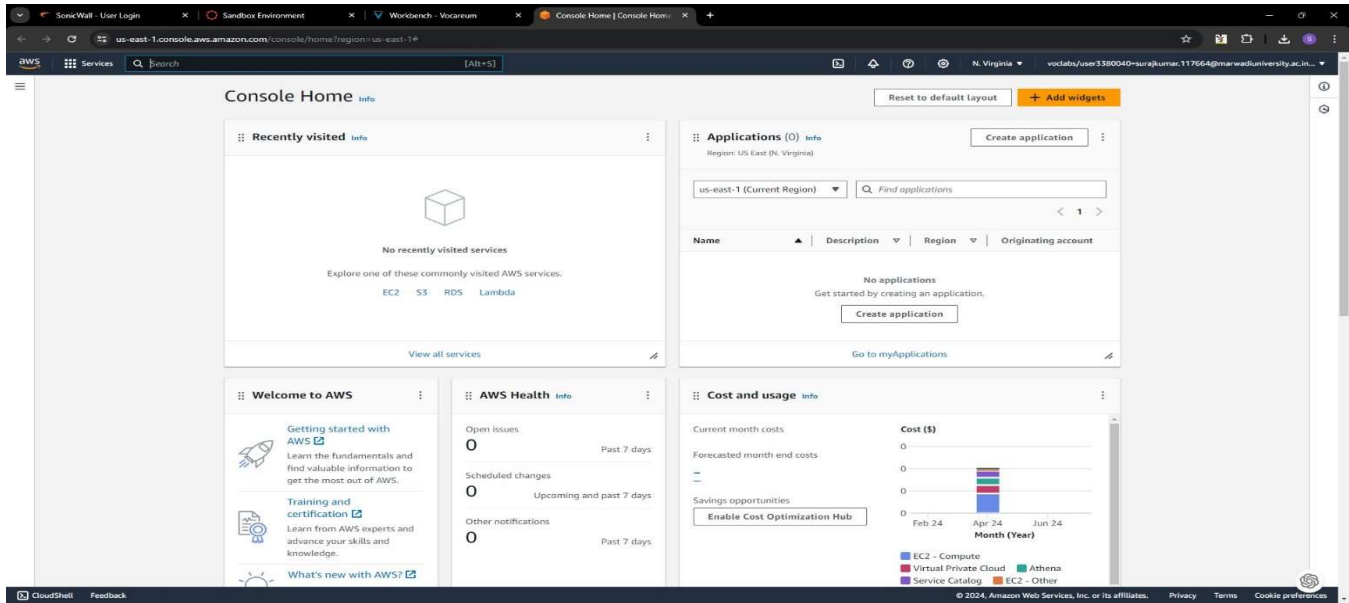 SonicWall - User Login
Sandbox Environment
Workbench - Vocareum
Console Home | Console Home
us-east-1.console.aws.amazon.com/console/home?region=us-east-1#
aws
Services
Search
[Alt+S]
N. Virginia
voclabs/user3380040=surajkumar.117664@marwadiuniversity.ac.in...
Console Home Info
Reset to default layout
+ Add widgets
Recently visited Info
No recently visited services
Explore one of these commonly visited AWS services.
EC2 S3 RDS Lambda
View all services
Applications (0) Info
Region: US East (N. Virginia)
Create application
us-east-1 (Current Region)
Find applications
1
Name Description Region Originating account
No applications
Get started by creating an application.
Create application
Go to myApplications
Welcome to AWS
Getting started with
AWS
Learn the fundamentals and
find valuable information to
get the most out of AWS.
Training and
certification
Learn from AWS experts and
advance your skills and
knowledge.
What's new with AWS?
AWS Health Info
Open issues
0 Past 7 days
Scheduled changes
0 Upcoming and past 7 days
Other notifications
0 Past 7 days
Cost and usage Info
Current month costs
Forecasted month end costs
–
–
Savings opportunities
Enable Cost Optimization Hub
Cost ($)
0
0
0
0
Feb 24 Apr 24 Jun 24
Month (Year)
EC2 - Compute
Virtual Private Cloud Athena
Service Catalog EC2 - Other
CloudShell Feedback
© 2024, Amazon Web Services, Inc. or its affiliates. Privacy Terms Cookie preferences